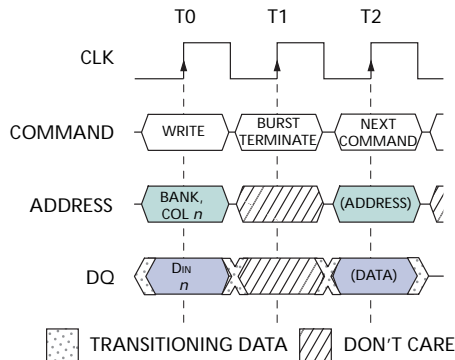 T0 T1 T2
CLK
COMMAND WRITE BURST TERMINATE NEXT COMMAND
ADDRESS BANK, COL n (ADDRESS)
DQ DIN n (DATA)
TRANSITIONING DATA DON'T CARE